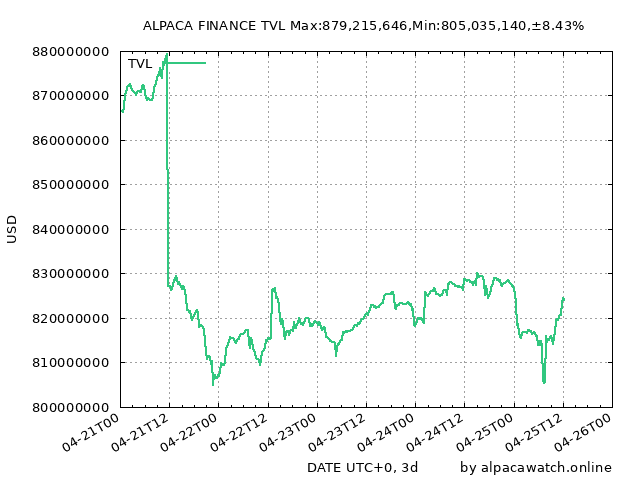 ALPACA FINANCE TVL Max:879,215,646,Min:805,035,140,±8.43%
TVL
880000000
870000000
860000000
850000000
840000000
830000000
820000000
810000000
800000000
USD
04-21T00
04-21T12
04-22T00
04-22T12
04-23T00
04-23T12
04-24T00
04-24T12
04-25T00
04-25T12
04-26T00
DATE UTC+0, 3d
by alpacawatch.online